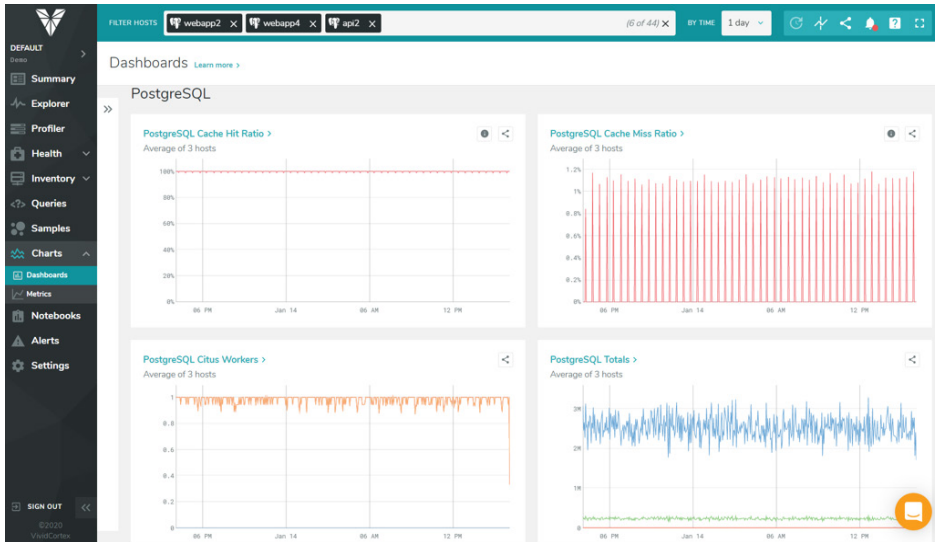 FILTER HOSTS webapp2 × webapp4 × api2 × (6 of 44) × BY TIME 1 day
DEFAULT
Demo
Summary
Explorer
Profiler
Health
Inventory
Queries
Samples
Charts
Dashboards
Metrics
Notebooks
Alerts
Settings
SIGN OUT
©2020
VividCortex
Dashboards Learn more >
PostgreSQL
PostgreSQL Cache Hit Ratio >
Average of 3 hosts
100%
80%
60%
40%
20%
0%
06 PM Jan 14 06 AM 12 PM
PostgreSQL Cache Miss Ratio >
Average of 3 hosts
1.2%
1%
0.8%
0.6%
0.4%
0.2%
0%
06 PM Jan 14 06 AM 12 PM
PostgreSQL Citus Workers >
Average of 3 hosts
1
0.8
0.6
0.4
0.2
0
06 PM Jan 14 06 AM 12 PM
PostgreSQL Totals >
Average of 3 hosts
3M
2M
1M
0
06 PM Jan 14 06 AM 12 PM